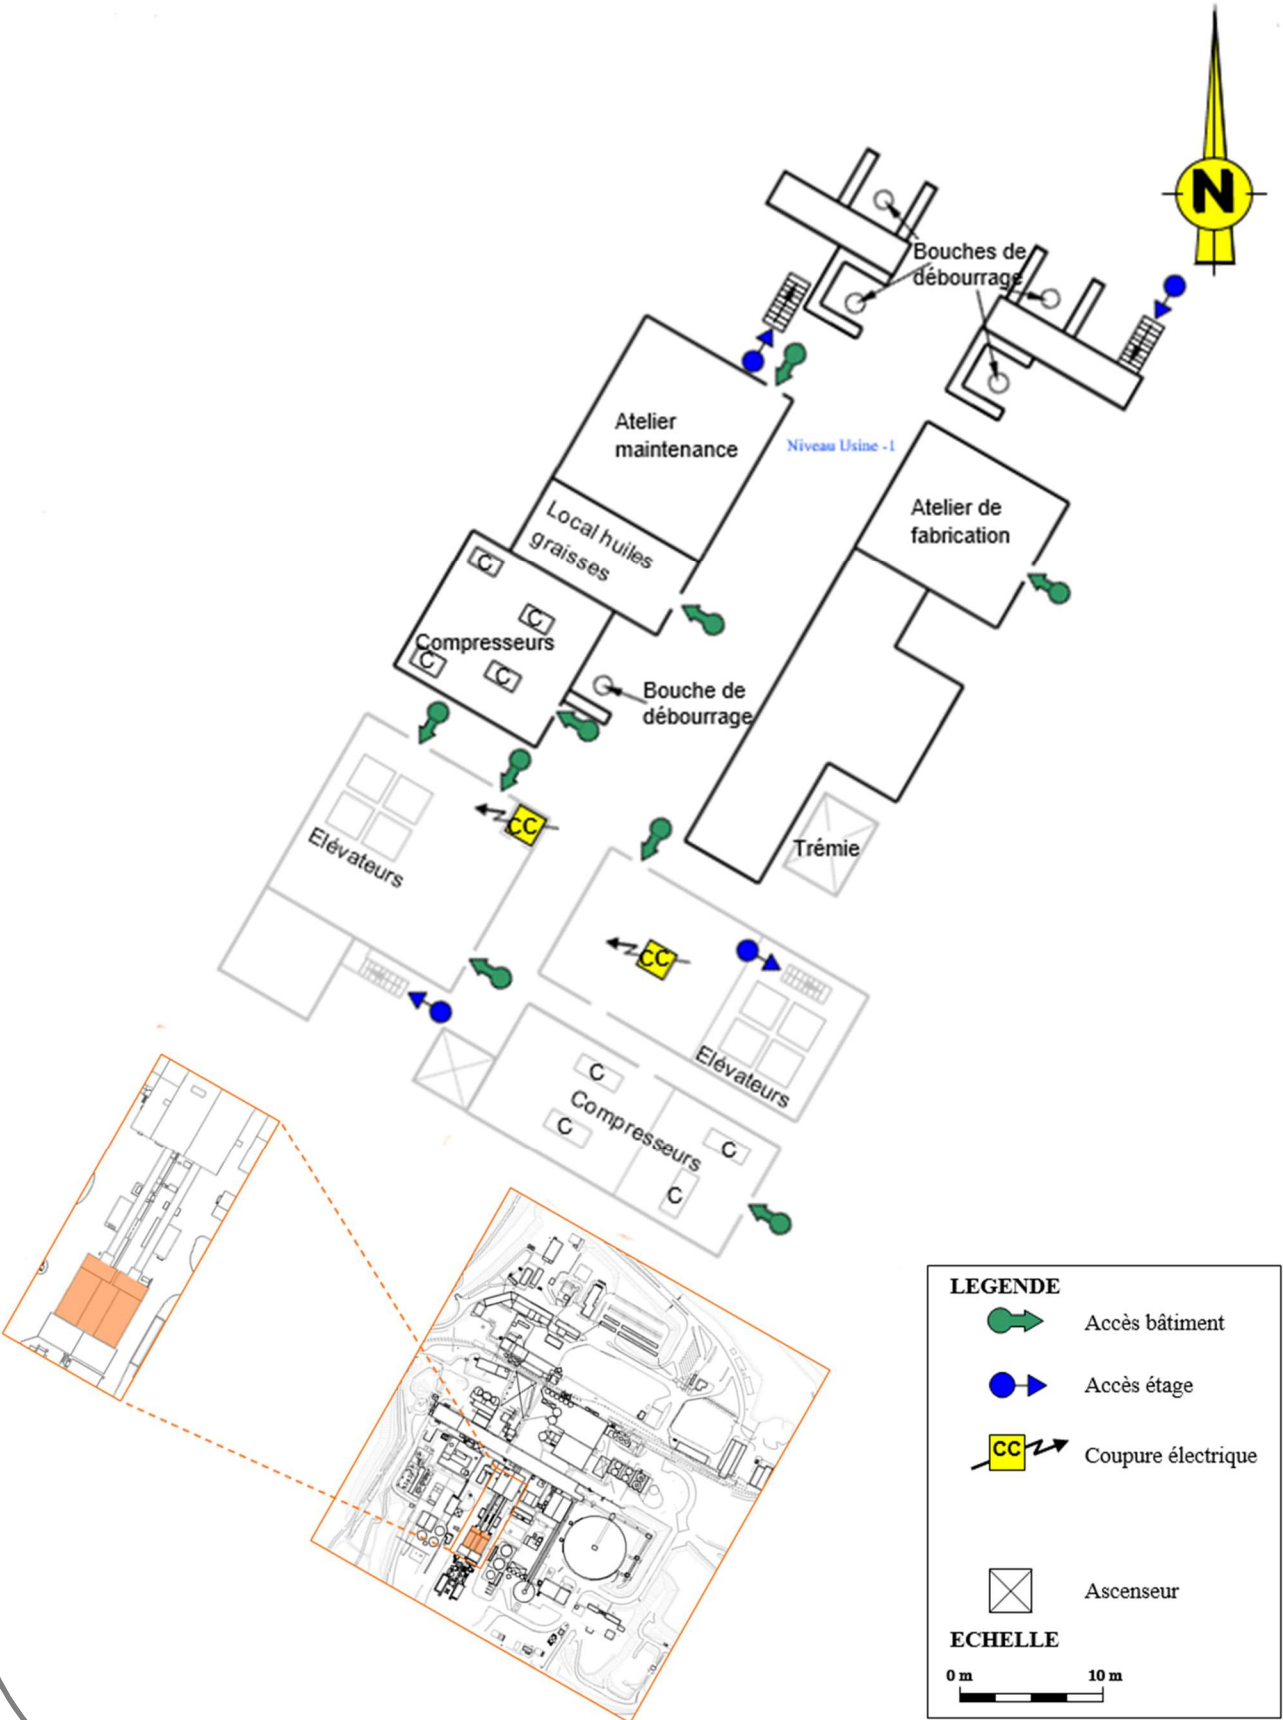 N
Bouches de
débourrage
Atelier
maintenance
Niveau Usine -1
Atelier de
fabrication
Local huiles
graisses
C
C
Compresseurs
C
C
Bouche de
débourrage
CC
Elévateurs
Trémie
CC
Elévateurs
C
Compresseurs
C
C
C
LEGENDE
Accès bâtiment
Accès étage
CC
Coupure électrique
Ascenseur
ECHELLE
0 m 10 m